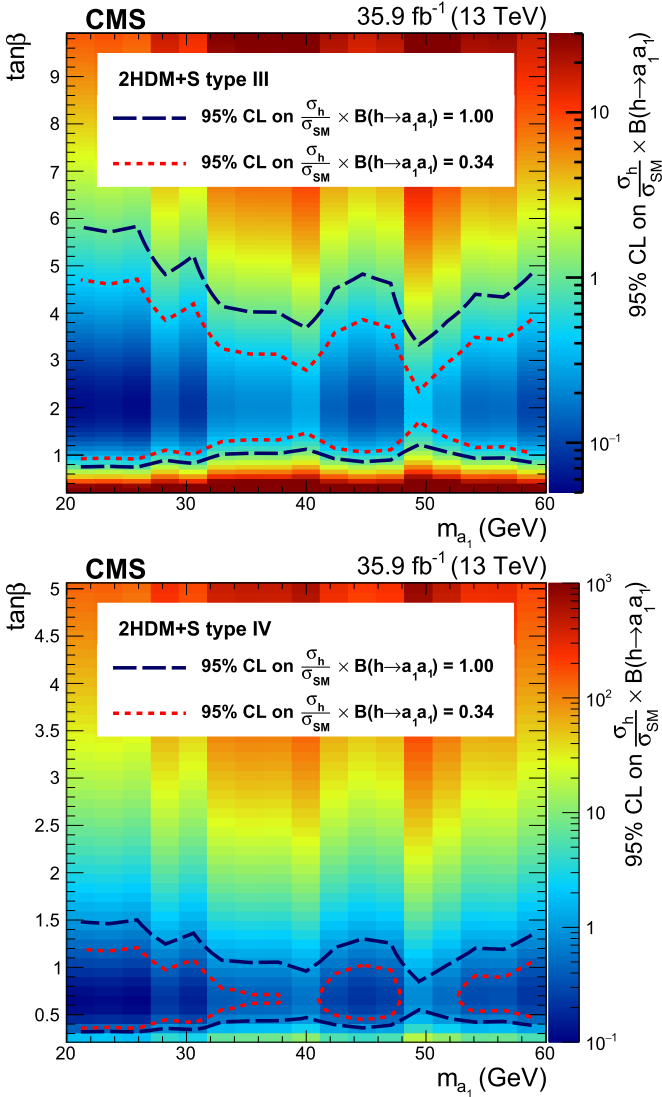 CMS 35.9 fb⁻¹ (13 TeV)
tanβ
9
8
7
6
5
4
3
2
1
2HDM+S type III
95% CL on σh/σSM × B(h→a1a1) = 1.00
95% CL on σh/σSM × B(h→a1a1) = 0.34
20 30 40 50 60
ma1 (GeV)
10
1
10⁻¹
95% CL on σh/σSM × B(h→a1a1)
CMS 35.9 fb⁻¹ (13 TeV)
tanβ
5
4.5
4
3.5
3
2.5
2
1.5
1
0.5
2HDM+S type IV
95% CL on σh/σSM × B(h→a1a1) = 1.00
95% CL on σh/σSM × B(h→a1a1) = 0.34
20 30 40 50 60
ma1 (GeV)
10³
10²
10
1
10⁻¹
95% CL on σh/σSM × B(h→a1a1)